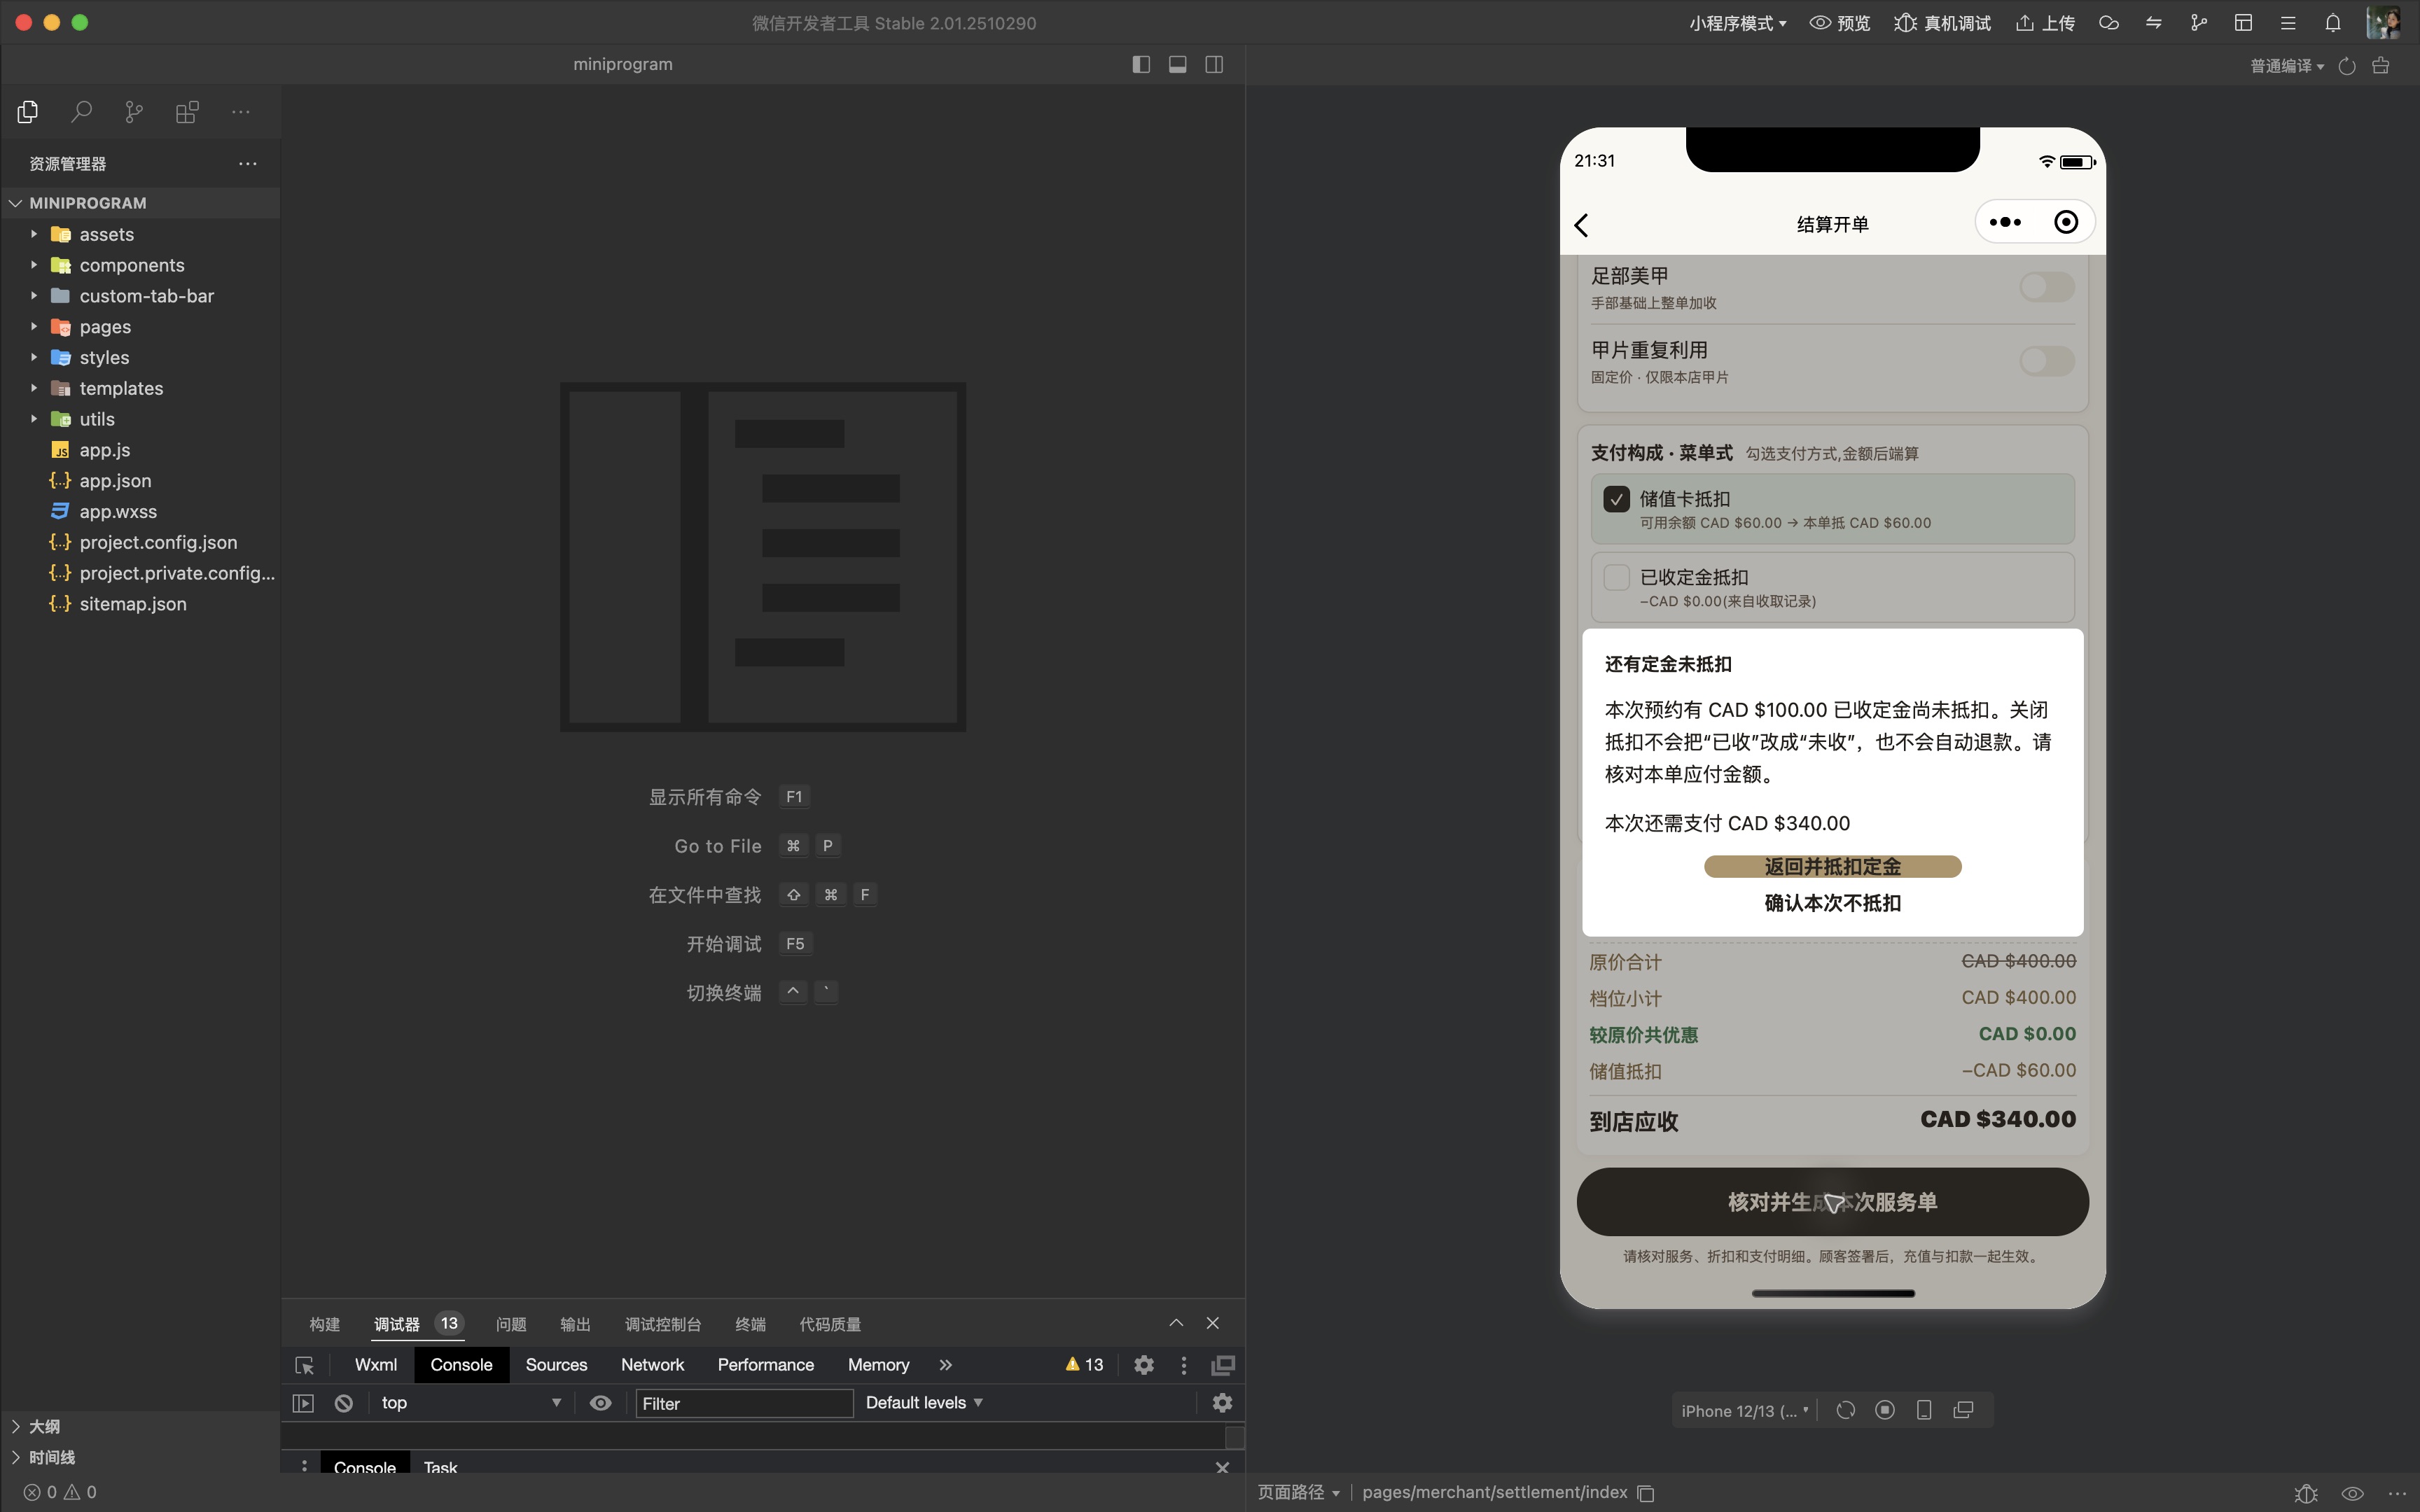 微信开发者工具 Stable 2.01.2510290
小程序模式
预览
真机调试
上传
miniprogram
普通编译
资源管理器
MINIPROGRAM
assets
components
custom-tab-bar
pages
styles
templates
utils
app.js
app.json
app.wxss
project.config.json
project.private.config...
sitemap.json
大纲
时间线
0
0
显示所有命令 F1
Go to File ⌘ P
在文件中查找 ⇧ ⌘ F
开始调试 F5
切换终端 ^ `
构建
调试器 13
问题
输出
调试控制台
终端
代码质量
Wxml
Console
Sources
Network
Performance
Memory
13
top
Filter
Default levels
Console
Task
21:31
结算开单
足部美甲
手部基础上整单加收
甲片重复利用
固定价 · 仅限本店甲片
支付构成 · 菜单式 勾选支付方式,金额后端算
储值卡抵扣
可用余额 CAD $60.00 → 本单抵 CAD $60.00
已收定金抵扣
−CAD $0.00(来自收取记录)
还有定金未抵扣
本次预约有 CAD $100.00 已收定金尚未抵扣。关闭
抵扣不会把“已收”改成“未收”，也不会自动退款。请
核对本单应付金额。
本次还需支付 CAD $340.00
返回并抵扣定金
确认本次不抵扣
原价合计 CAD $400.00
档位小计 CAD $400.00
较原价共优惠 CAD $0.00
储值抵扣 −CAD $60.00
到店应收 CAD $340.00
核对并生成本次服务单
请核对服务、折扣和支付明细。顾客签署后，充值与扣款一起生效。
iPhone 12/13 (...
页面路径
pages/merchant/settlement/index